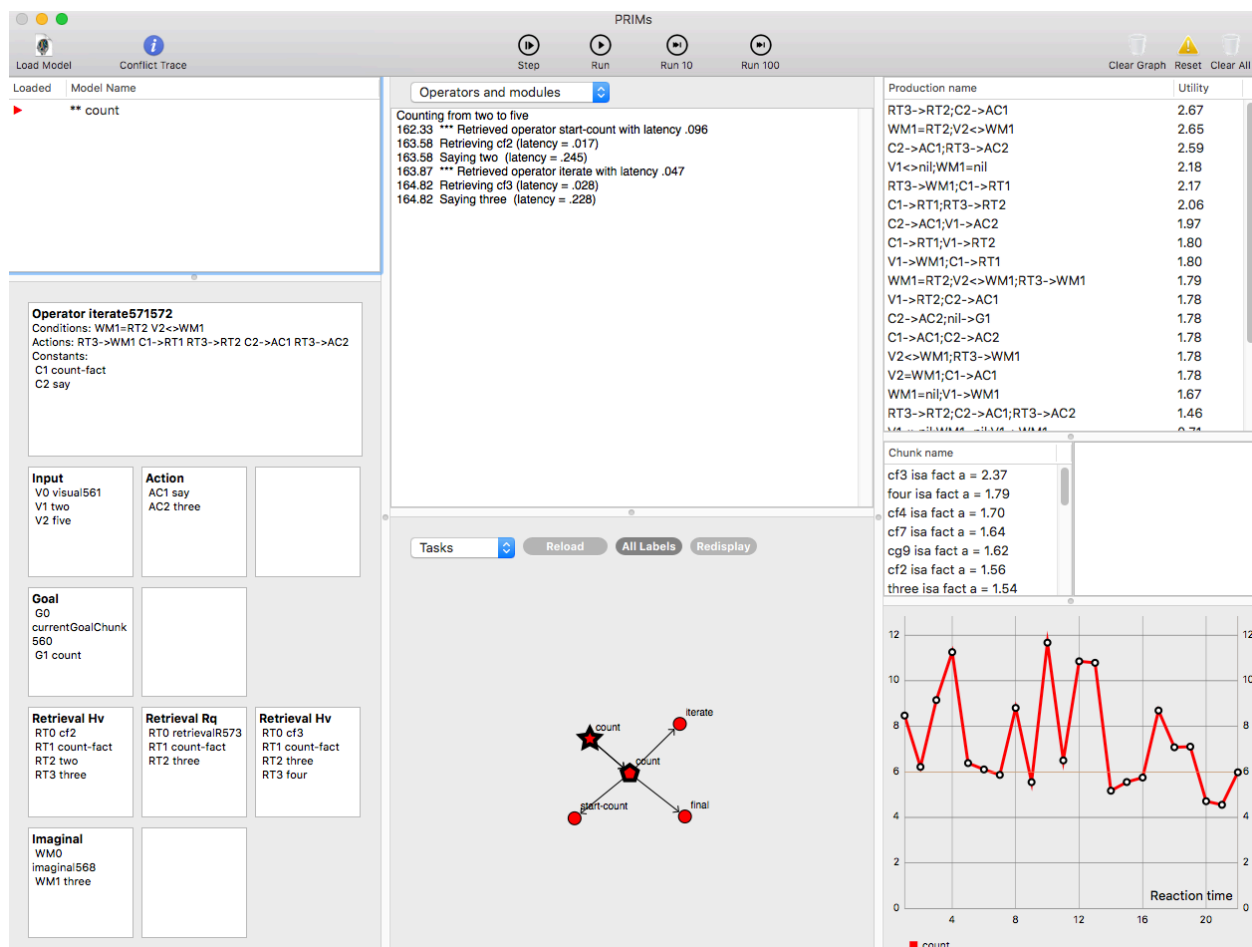 PRIMs
Load Model
Conflict Trace
Step
Run
Run 10
Run 100
Clear Graph
Reset
Clear All
Loaded Model Name
** count
Operator iterate571572
Conditions: WM1=RT2 V2<>WM1
Actions: RT3->WM1 C1->RT1 RT3->RT2 C2->AC1 RT3->AC2
Constants:
C1 count-fact
C2 say
Input
V0 visual561
V1 two
V2 five
Action
AC1 say
AC2 three
Goal
G0
currentGoalChunk
560
G1 count
Retrieval Hv
RT0 cf2
RT1 count-fact
RT2 two
RT3 three
Retrieval Rq
RT0 retrievalR573
RT1 count-fact
RT2 three
Retrieval Hv
RT0 cf3
RT1 count-fact
RT2 three
RT3 four
Imaginal
WM0
imaginal568
WM1 three
Operators and modules
Counting from two to five
162.33 *** Retrieved operator start-count with latency .096
163.58 Retrieving cf2 (latency = .017)
163.58 Saying two (latency = .245)
163.87 *** Retrieved operator iterate with latency .047
164.82 Retrieving cf3 (latency = .028)
164.82 Saying three (latency = .228)
Tasks
Reload
All Labels
Redisplay
count
iterate
count
start-count
final
Production name Utility
RT3->RT2;C2->AC1 2.67
WM1=RT2;V2<>WM1 2.65
C2->AC1;RT3->AC2 2.59
V1<>nil;WM1=nil 2.18
RT3->WM1;C1->RT1 2.17
C1->RT1;RT3->RT2 2.06
C2->AC1;V1->AC2 1.97
C1->RT1;V1->RT2 1.80
V1->WM1;C1->RT1 1.80
WM1=RT2;V2<>WM1;RT3->WM1 1.79
V1->RT2;C2->AC1 1.78
C2->AC2;nil->G1 1.78
C1->AC1;C2->AC2 1.78
V2<>WM1;RT3->WM1 1.78
V2=WM1;C1->AC1 1.78
WM1=nil;V1->WM1 1.67
RT3->RT2;C2->AC1;RT3->AC2 1.46
Chunk name
cf3 isa fact a = 2.37
four isa fact a = 1.79
cf4 isa fact a = 1.70
cf7 isa fact a = 1.64
cg9 isa fact a = 1.62
cf2 isa fact a = 1.56
three isa fact a = 1.54
12 12
10 10
8 8
6 6
4 4
2 2
Reaction time
0 0
4 8 12 16 20
count